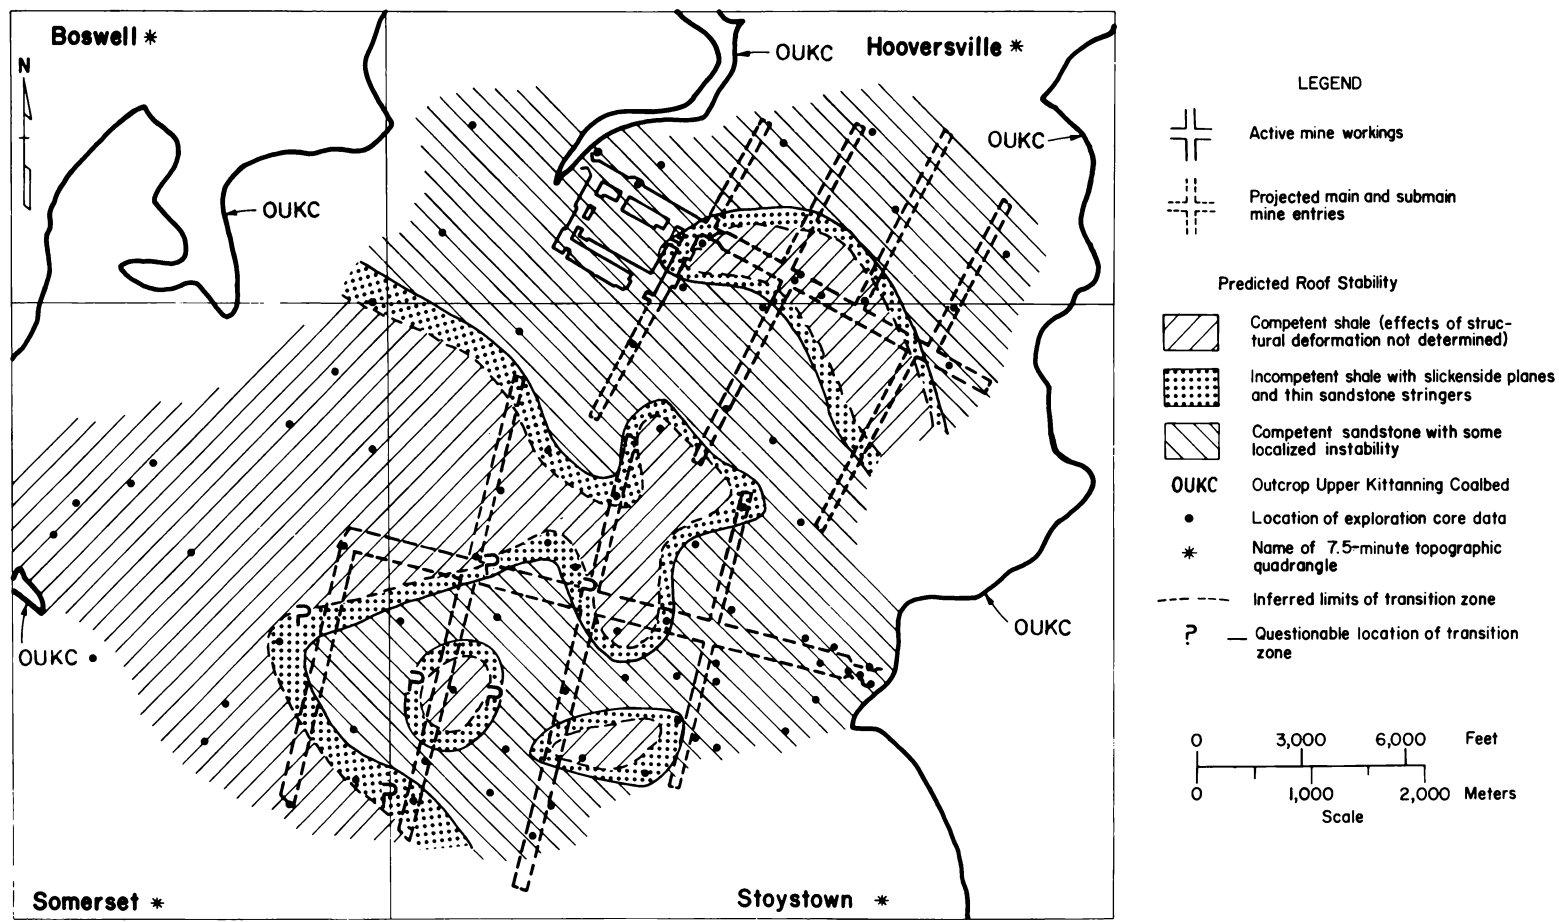 Boswell *
Hooversville *
N
OUKC
OUKC
OUKC
OUKC
OUKC
?
?
?
?
?
?
Somerset *
Stoystown *
LEGEND
Active mine workings
Projected main and submain
mine entries
Predicted Roof Stability
Competent shale (effects of struc-
tural deformation not determined)
Incompetent shale with slickenside planes
and thin sandstone stringers
Competent sandstone with some
localized instability
OUKC Outcrop Upper Kittanning Coalbed
• Location of exploration core data
* Name of 7.5-minute topographic
quadrangle
Inferred limits of transition zone
? — Questionable location of transition
zone
0 3,000 6,000 Feet
0 1,000 2,000 Meters
Scale